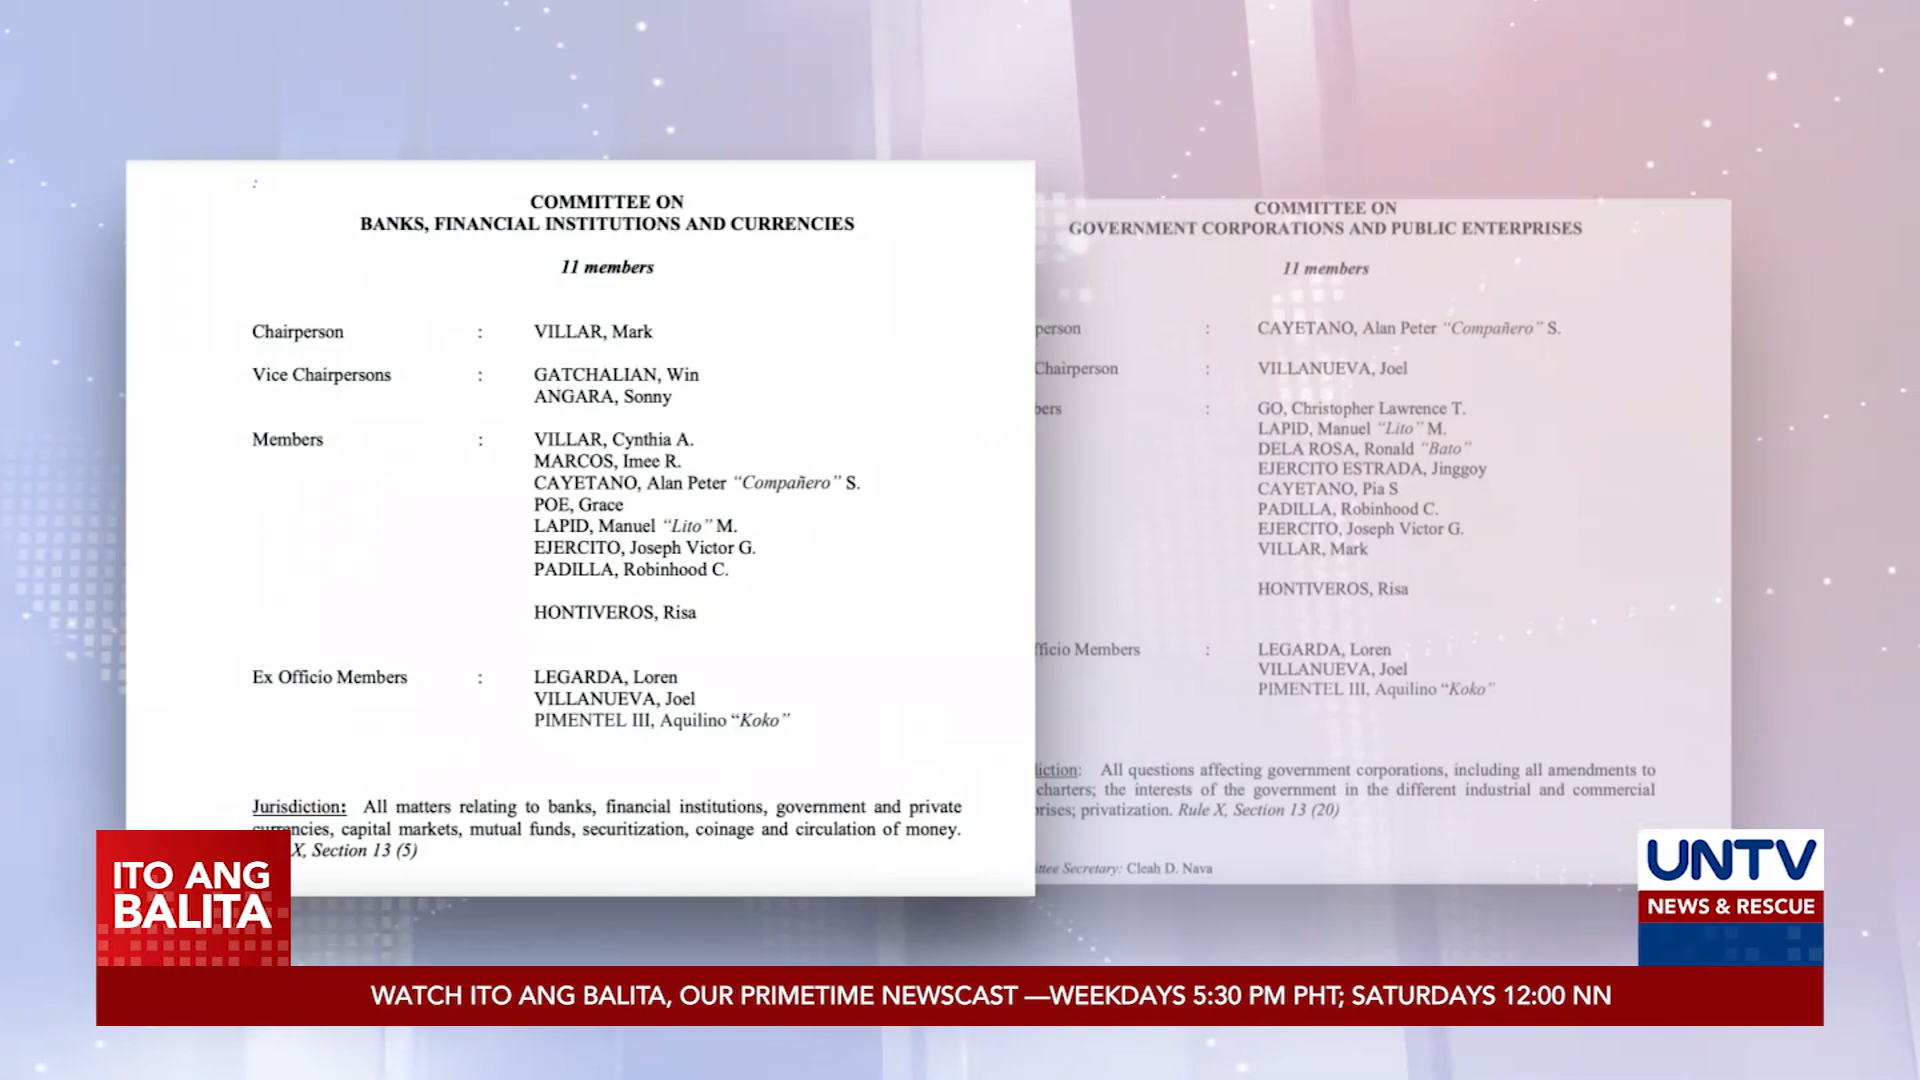 :
COMMITTEE ON
BANKS, FINANCIAL INSTITUTIONS AND CURRENCIES
11 members
Chairperson : VILLAR, Mark
Vice Chairpersons : GATCHALIAN, Win
ANGARA, Sonny
Members : VILLAR, Cynthia A.
MARCOS, Imee R.
CAYETANO, Alan Peter “Compañero” S.
POE, Grace
LAPID, Manuel “Lito” M.
EJERCITO, Joseph Victor G.
PADILLA, Robinhood C.
HONTIVEROS, Risa
Ex Officio Members : LEGARDA, Loren
VILLANUEVA, Joel
PIMENTEL III, Aquilino “Koko”
Jurisdiction: All matters relating to banks, financial institutions, government and private
currencies, capital markets, mutual funds, securitization, coinage and circulation of money.
X, Section 13 (5)
COMMITTEE ON
GOVERNMENT CORPORATIONS AND PUBLIC ENTERPRISES
11 members
person : CAYETANO, Alan Peter “Compañero” S.
Chairperson : VILLANUEVA, Joel
bers : GO, Christopher Lawrence T.
LAPID, Manuel “Lito” M.
DELA ROSA, Ronald “Bato”
EJERCITO ESTRADA, Jinggoy
CAYETANO, Pia S
PADILLA, Robinhood C.
EJERCITO, Joseph Victor G.
VILLAR, Mark
HONTIVEROS, Risa
fficio Members : LEGARDA, Loren
VILLANUEVA, Joel
PIMENTEL III, Aquilino “Koko”
diction: All questions affecting government corporations, including all amendments to
charters; the interests of the government in the different industrial and commercial
rises; privatization. Rule X, Section 13 (20)
ttee Secretary: Cleah D. Nava
ITO ANG
BALITA
UNTV
NEWS & RESCUE
WATCH ITO ANG BALITA, OUR PRIMETIME NEWSCAST —WEEKDAYS 5:30 PM PHT; SATURDAYS 12:00 NN